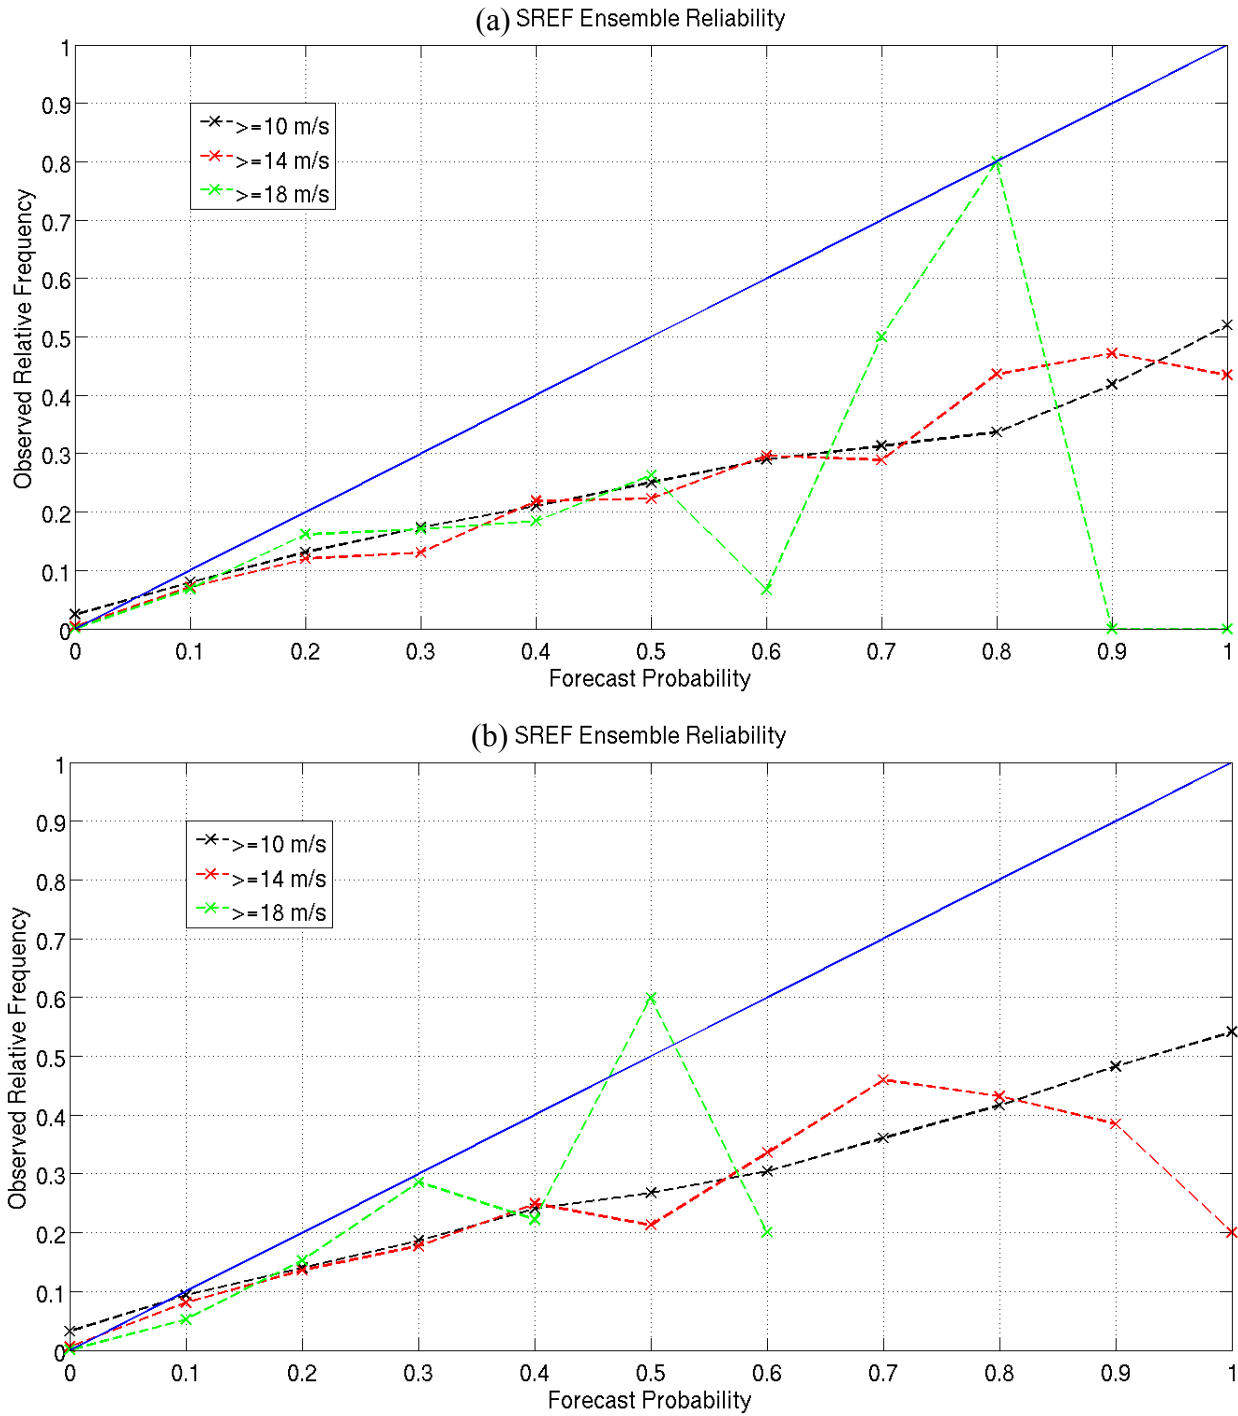 (a) SREF Ensemble Reliability
1
0.9
0.8
0.7
0.6
0.5
0.4
0.3
0.2
0.1
0
Observed Relative Frequency
>=10 m/s
>=14 m/s
>=18 m/s
0 0.1 0.2 0.3 0.4 0.5 0.6 0.7 0.8 0.9 1
Forecast Probability
(b) SREF Ensemble Reliability
1
0.9
0.8
0.7
0.6
0.5
0.4
0.3
0.2
0.1
0
Observed Relative Frequency
>=10 m/s
>=14 m/s
>=18 m/s
0 0.1 0.2 0.3 0.4 0.5 0.6 0.7 0.8 0.9 1
Forecast Probability